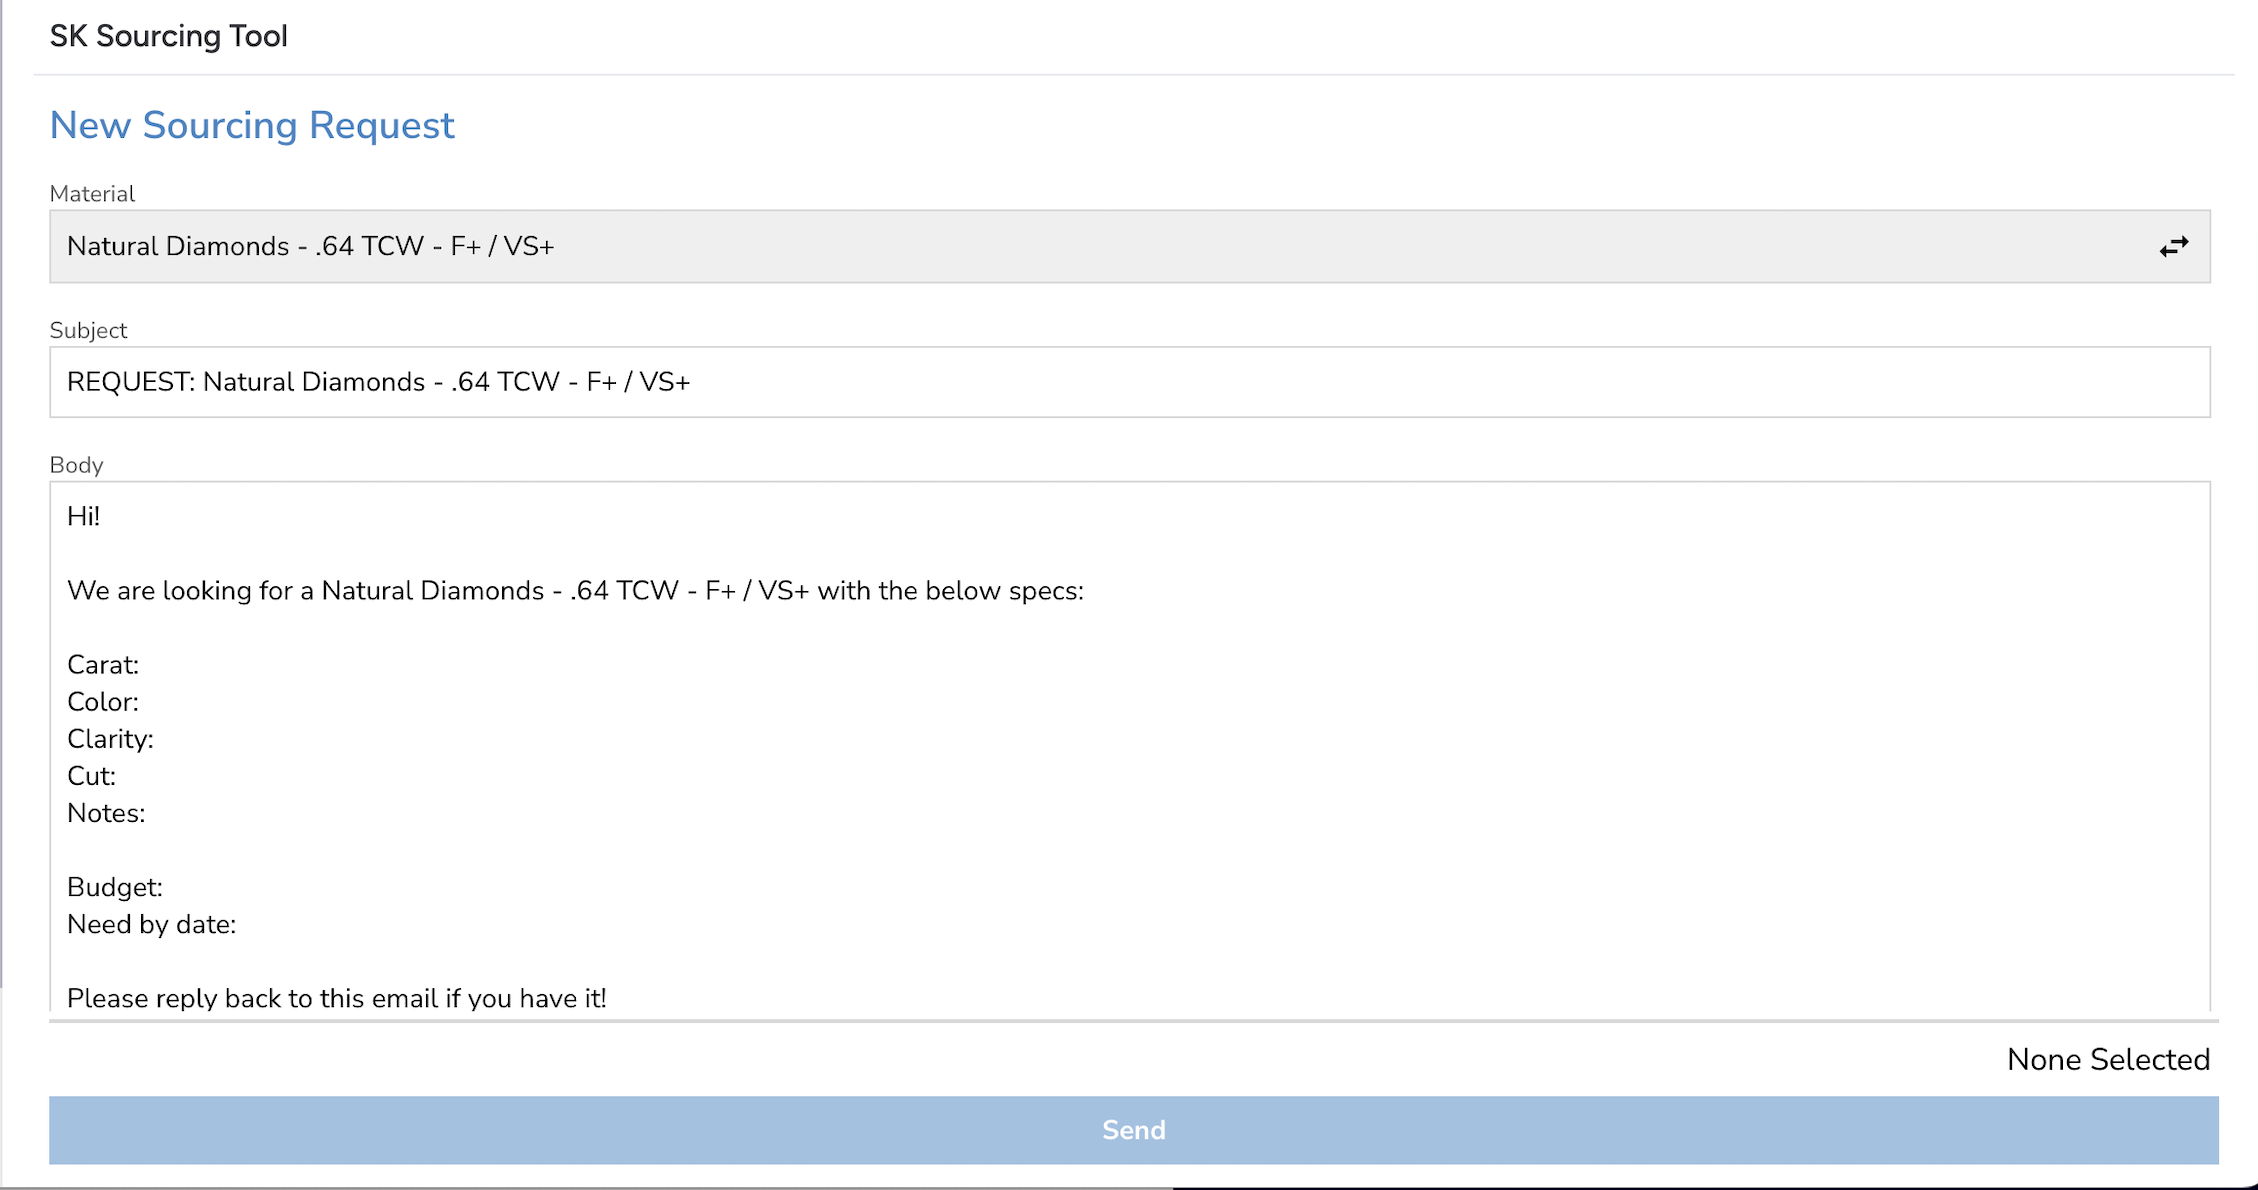 SK Sourcing Tool
New Sourcing Request
Material
Natural Diamonds - .64 TCW - F+ / VS+
Subject
REQUEST: Natural Diamonds - .64 TCW - F+ / VS+
Body
Hi!
We are looking for a Natural Diamonds - .64 TCW - F+ / VS+ with the below specs:
Carat:
Color:
Clarity:
Cut:
Notes:
Budget:
Need by date:
Please reply back to this email if you have it!
None Selected
Send